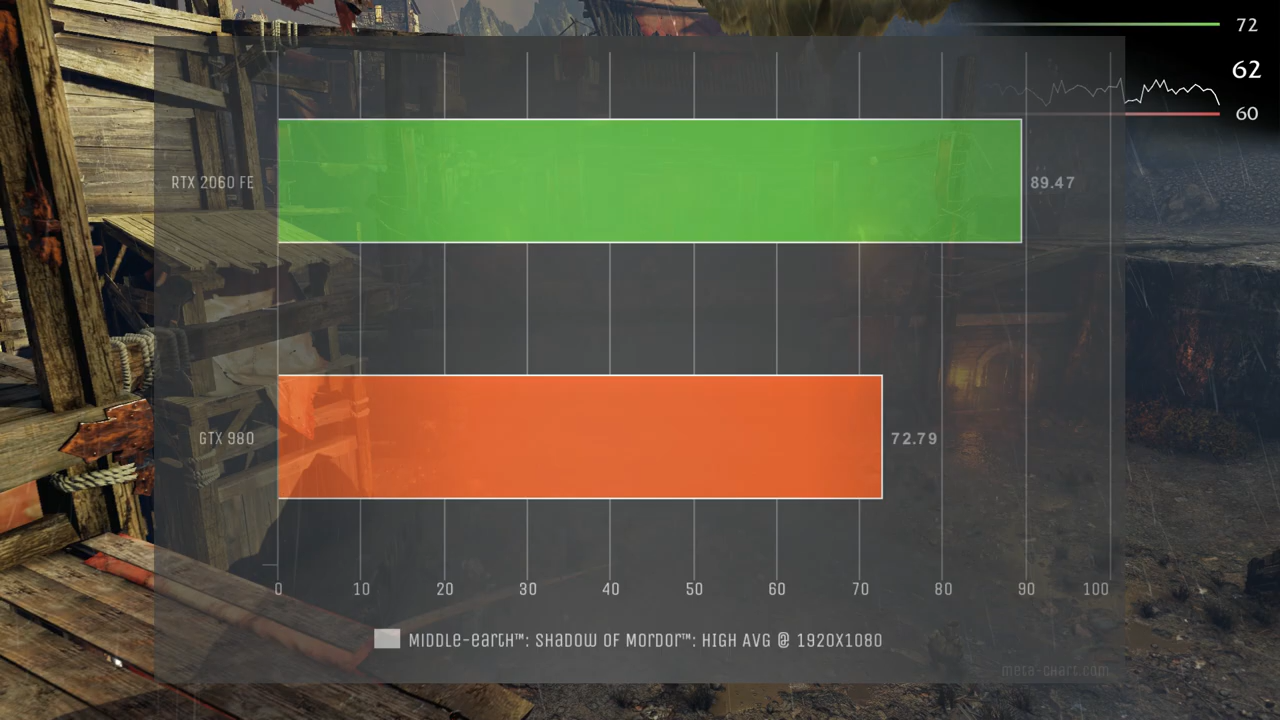 72
62
60
RTX 2060 FE
89.47
GTX 980
72.79
0 10 20 30 40 50 60 70 80 90 100
MIDDLE-EARTH™: SHADOW OF MORDOR™: HIGH AVG @ 1920X1080
meta-chart.com